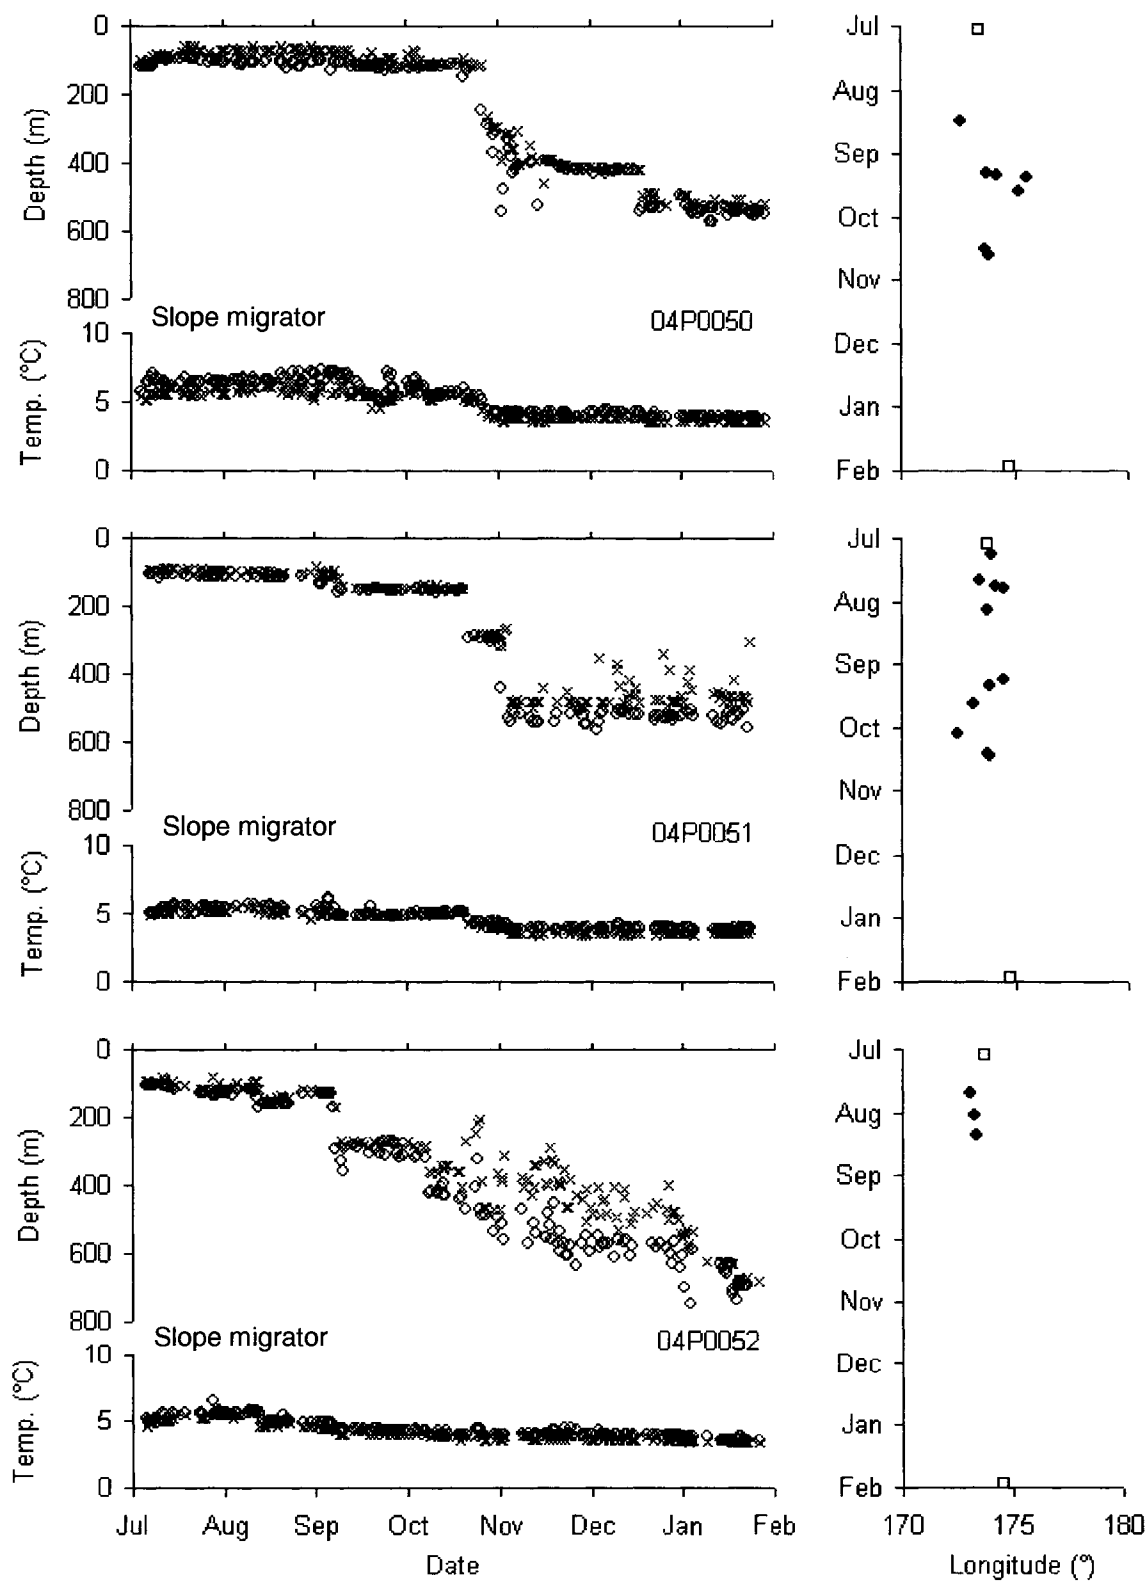 0
200
400
600
800
Depth (m)
Slope migrator
04P0050
10
5
0
Temp. (°C)
Jul
Aug
Sep
Oct
Nov
Dec
Jan
Feb
0
200
400
600
800
Depth (m)
Slope migrator
04P0051
10
5
0
Temp. (°C)
Jul
Aug
Sep
Oct
Nov
Dec
Jan
Feb
0
200
400
600
800
Depth (m)
Slope migrator
04P0052
10
5
0
Temp. (°C)
Jul Aug Sep Oct Nov Dec Jan Feb
Date
Jul
Aug
Sep
Oct
Nov
Dec
Jan
Feb
170 175 180
Longitude (°)